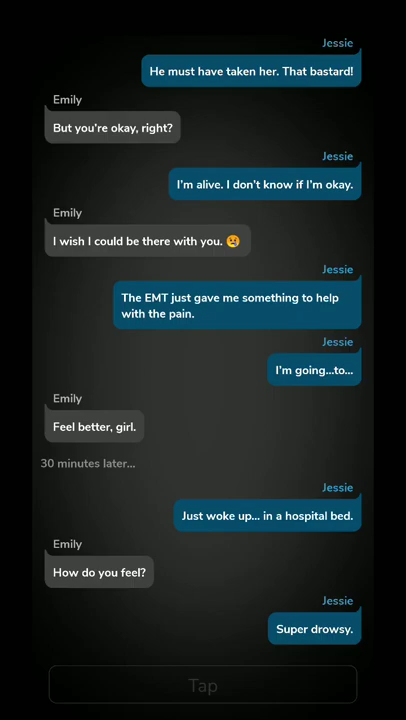 Jessie
He must have taken her. That bastard!
Emily
But you're okay, right?
Jessie
I'm alive. I don't know if I'm okay.
Emily
I wish I could be there with you. 😢
Jessie
The EMT just gave me something to help
with the pain.
Jessie
I'm going...to...
Emily
Feel better, girl.
30 minutes later...
Jessie
Just woke up... in a hospital bed.
Emily
How do you feel?
Jessie
Super drowsy.
Tap